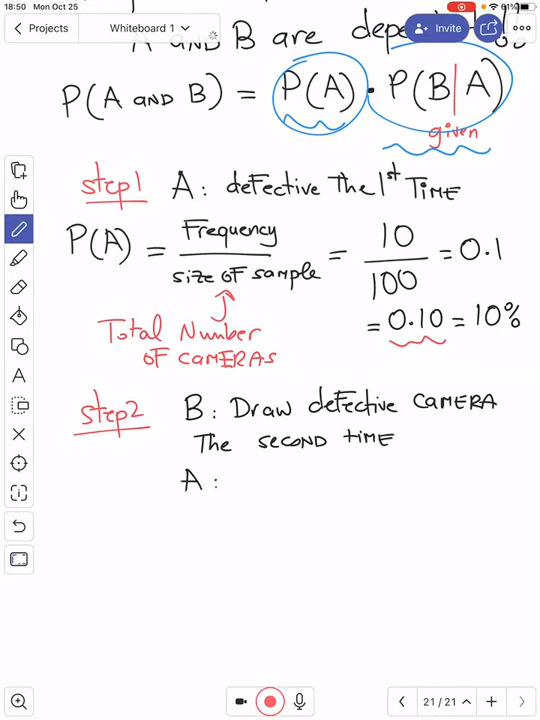 18:50 Mon Oct 25
61%
Projects
Whiteboard 1
Invite
A AND B are
P(A AND B) = P(A) · P(B|A)
given
step1 A: defective The 1st TIME
P(A) = Frequency / size of sample = 10 / 100 = 0.1
= 0.10 = 10%
Total Number
OF CAMERAS
step2 B: Draw defective CAMERA
The SECOND TIME
A:
21/21